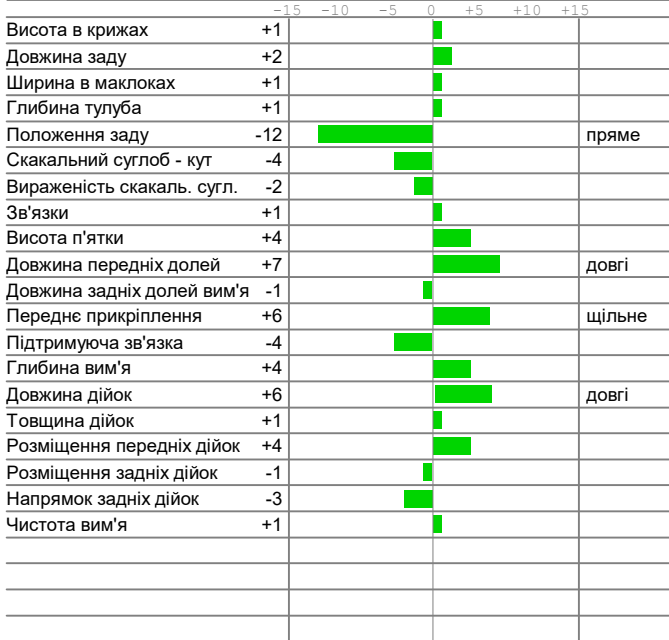 -15 -10 -5 0 +5 +10 +15
Висота в крижах +1
Довжина заду +2
Ширина в маклоках +1
Глибина тулуба +1
Положення заду -12 пряме
Скакальний суглоб - кут -4
Вираженість скакаль. сугл. -2
Зв'язки +1
Висота п'ятки +4
Довжина передніх долей +7 довгі
Довжина задніх долей вим'я -1
Переднє прикріплення +6 щільне
Підтримуюча зв'язка -4
Глибина вим'я +4
Довжина дійок +6 довгі
Товщина дійок +1
Розміщення передніх дійок +4
Розміщення задніх дійок -1
Напрямок задніх дійок -3
Чистота вим'я +1